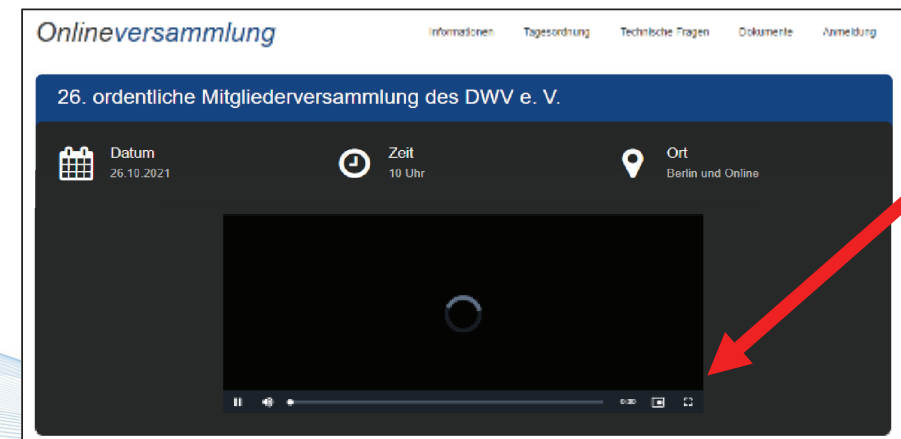 Onlineversammlung
Informationen Tagesordnung Technische Fragen Dokumente Anmeldung
26. ordentliche Mitgliederversammlung des DWV e. V.
Datum
26.10.2021
Zeit
10 Uhr
Ort
Berlin und Online